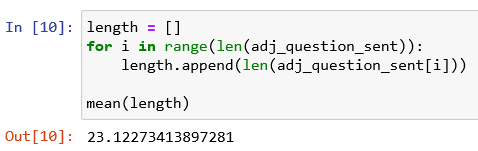 In [10]: length = []
for i in range(len(adj_question_sent)):
    length.append(len(adj_question_sent[i]))

mean(length)
Out[10]: 23.12273413897281